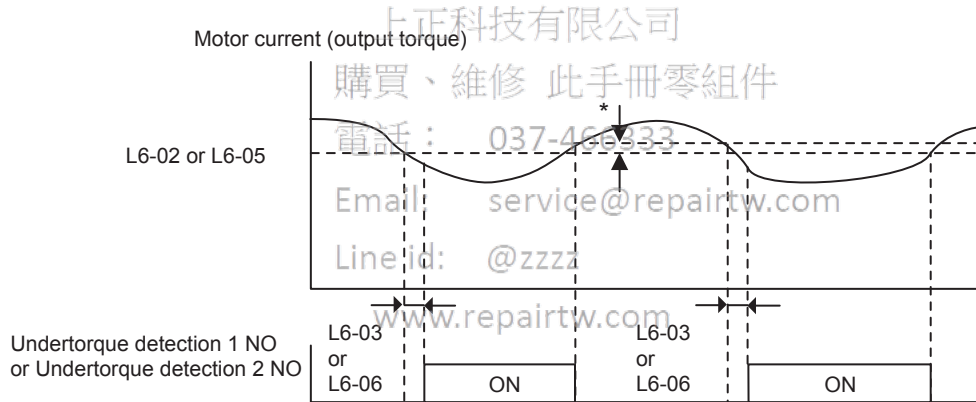 上正科技有限公司
Motor current (output torque)
購買、維修 此手冊零組件
*
電話： 037-466333
L6-02 or L6-05
Email: service@repairtw.com
Line id: @zzzz
www.repairtw.com
Undertorque detection 1 NO
or Undertorque detection 2 NO
L6-03
or
L6-06
ON
L6-03
or
L6-06
ON